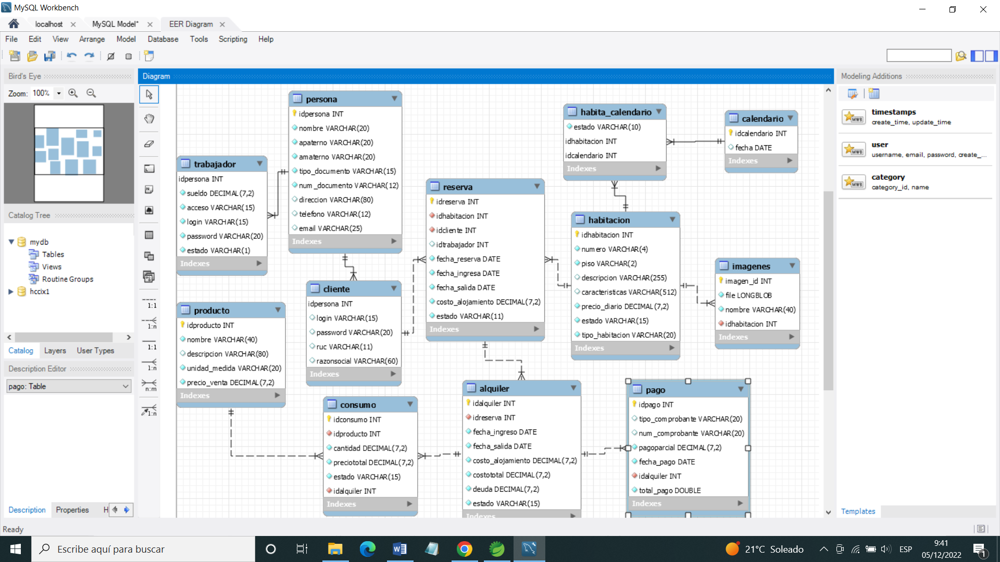 MySQL Workbench
localhost
MySQL Model*
EER Diagram
File Edit View Arrange Model Database Tools Scripting Help
Bird's Eye
Zoom: 100%
Catalog Tree
mydb
Tables
Views
Routine Groups
hccix1
Catalog Layers User Types
Description Editor
pago: Table
Description Properties H
Ready
Diagram
1:1
1:n
1:1
1:n
n:m
1:n
persona
idpersona INT
nombre VARCHAR(20)
apaterno VARCHAR(20)
amaterno VARCHAR(20)
tipo_documento VARCHAR(15)
num_documento VARCHAR(12)
direccion VARCHAR(80)
telefono VARCHAR(12)
email VARCHAR(25)
Indexes
trabajador
idpersona INT
sueldo DECIMAL(7,2)
acceso VARCHAR(15)
login VARCHAR(15)
password VARCHAR(20)
estado VARCHAR(1)
Indexes
producto
idproducto INT
nombre VARCHAR(40)
descripcion VARCHAR(80)
unidad_medida VARCHAR(20)
precio_venta DECIMAL(7,2)
Indexes
cliente
idpersona INT
login VARCHAR(15)
password VARCHAR(20)
ruc VARCHAR(11)
razonsocial VARCHAR(60)
Indexes
consumo
idconsumo INT
idproducto INT
cantidad DECIMAL(7,2)
preciototal DECIMAL(7,2)
estado VARCHAR(15)
idalquiler INT
Indexes
reserva
idreserva INT
idhabitacion INT
idcliente INT
idtrabajador INT
fecha_reserva DATE
fecha_ingresa DATE
fecha_salida DATE
costo_alojamiento DECIMAL(7,2)
estado VARCHAR(11)
Indexes
alquiler
idalquiler INT
idreserva INT
fecha_ingreso DATE
fecha_salida DATE
costo_alojamiento DECIMAL(7,2)
costototal DECIMAL(7,2)
deuda DECIMAL(7,2)
estado VARCHAR(15)
Indexes
habita_calendario
estado VARCHAR(10)
idhabitacion INT
idcalendario INT
Indexes
calendario
idcalendario INT
fecha DATE
Indexes
habitacion
idhabitacion INT
numero VARCHAR(4)
piso VARCHAR(2)
descripcion VARCHAR(255)
caracteristicas VARCHAR(512)
precio_diario DECIMAL(7,2)
estado VARCHAR(15)
tipo_habitacion VARCHAR(20)
Indexes
imagenes
imagen_id INT
file LONGBLOB
nombre VARCHAR(40)
idhabitacion INT
Indexes
pago
idpago INT
tipo_comprobante VARCHAR(20)
num_comprobante VARCHAR(20)
pagoparcial DECIMAL(7,2)
fecha_pago DATE
idalquiler INT
total_pago DOUBLE
Indexes
Modeling Additions
MWB
timestamps
create_time, update_time
MWB
user
username, email, password, create_...
MWB
category
category_id, name
Templates
Escribe aquí para buscar
21°C Soleado
ESP
9:41
05/12/2022
1